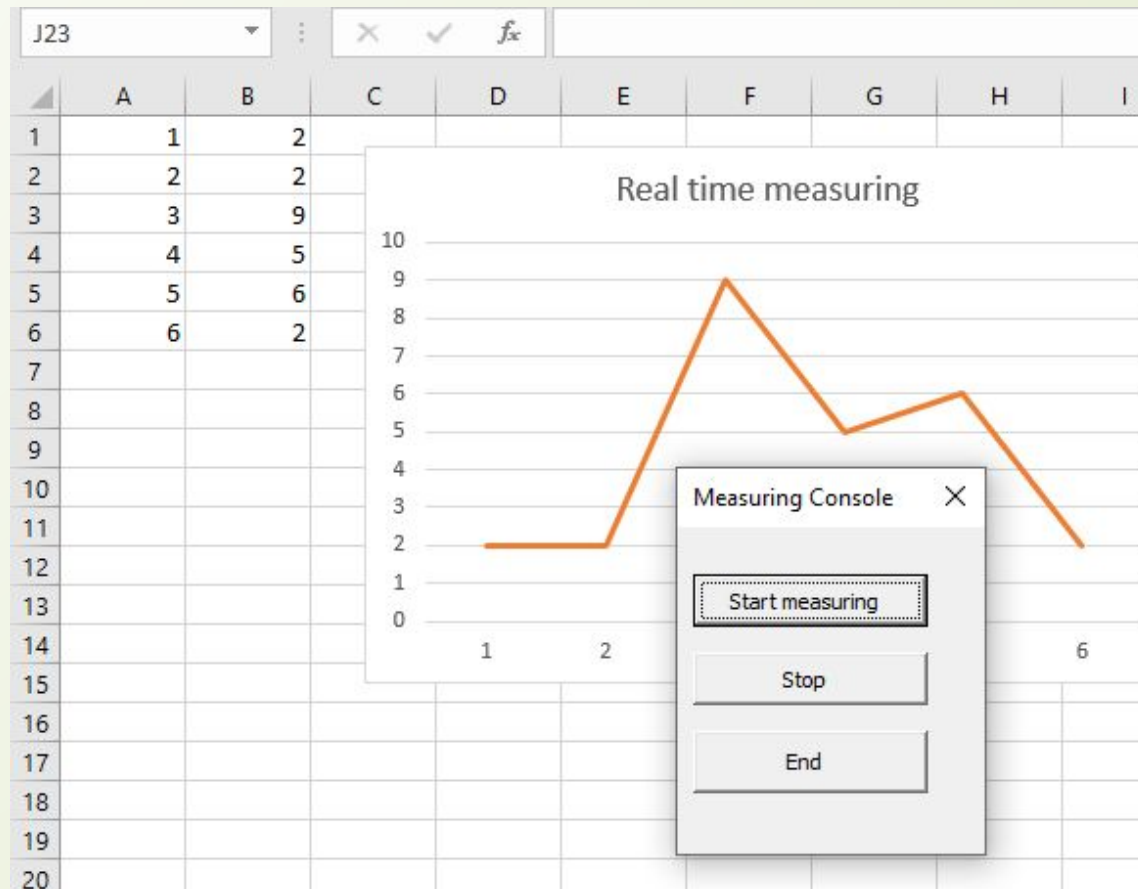 J23 fx
A B C D E F G H I
1 1 2
2 2 2
3 3 9
4 4 5
5 5 6
6 6 2
7
8
9
10
11
12
13
14
15
16
17
18
19
20
Real time measuring
10
9
8
7
6
5
4
3
2
1
0
1 2 6
Measuring Console
Start measuring
Stop
End